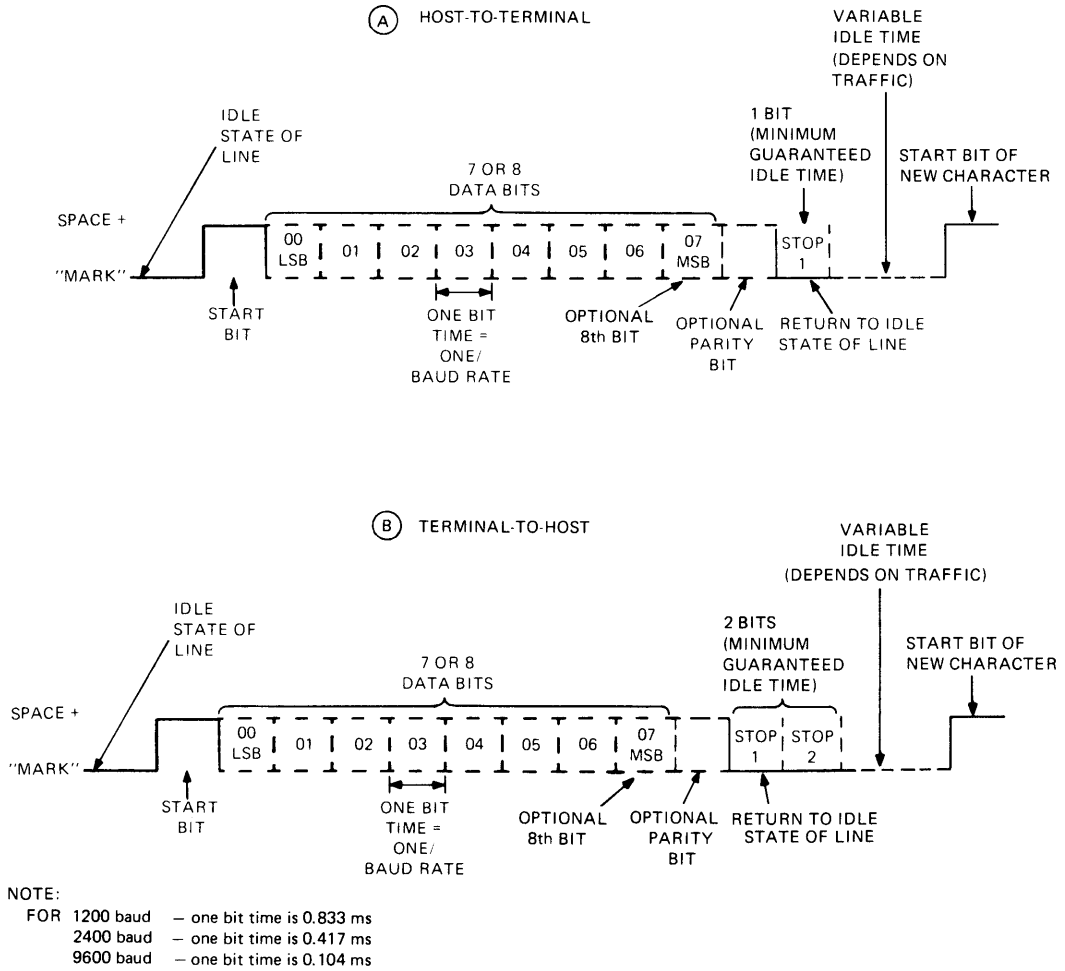 A HOST-TO-TERMINAL
VARIABLE
IDLE TIME
(DEPENDS ON
TRAFFIC)
IDLE
STATE OF
LINE
1 BIT
(MINIMUM
GUARANTEED
IDLE TIME)
START BIT OF
NEW CHARACTER
7 OR 8
DATA BITS
SPACE +
00
LSB
01
02
03
04
05
06
07
MSB
STOP
1
"MARK"
START
BIT
ONE BIT
TIME =
ONE/
BAUD RATE
OPTIONAL
8th BIT
OPTIONAL
PARITY
BIT
RETURN TO IDLE
STATE OF LINE
B TERMINAL-TO-HOST
VARIABLE
IDLE TIME
(DEPENDS ON TRAFFIC)
IDLE
STATE OF
LINE
2 BITS
(MINIMUM
GUARANTEED
IDLE TIME)
START BIT OF
NEW CHARACTER
7 OR 8
DATA BITS
SPACE +
00
LSB
01
02
03
04
05
06
07
MSB
STOP
1
STOP
2
"MARK"
START
BIT
ONE BIT
TIME =
ONE/
BAUD RATE
OPTIONAL
8th BIT
OPTIONAL
PARITY
BIT
RETURN TO IDLE
STATE OF LINE
NOTE:
FOR 1200 baud – one bit time is 0.833 ms
2400 baud – one bit time is 0.417 ms
9600 baud – one bit time is 0.104 ms